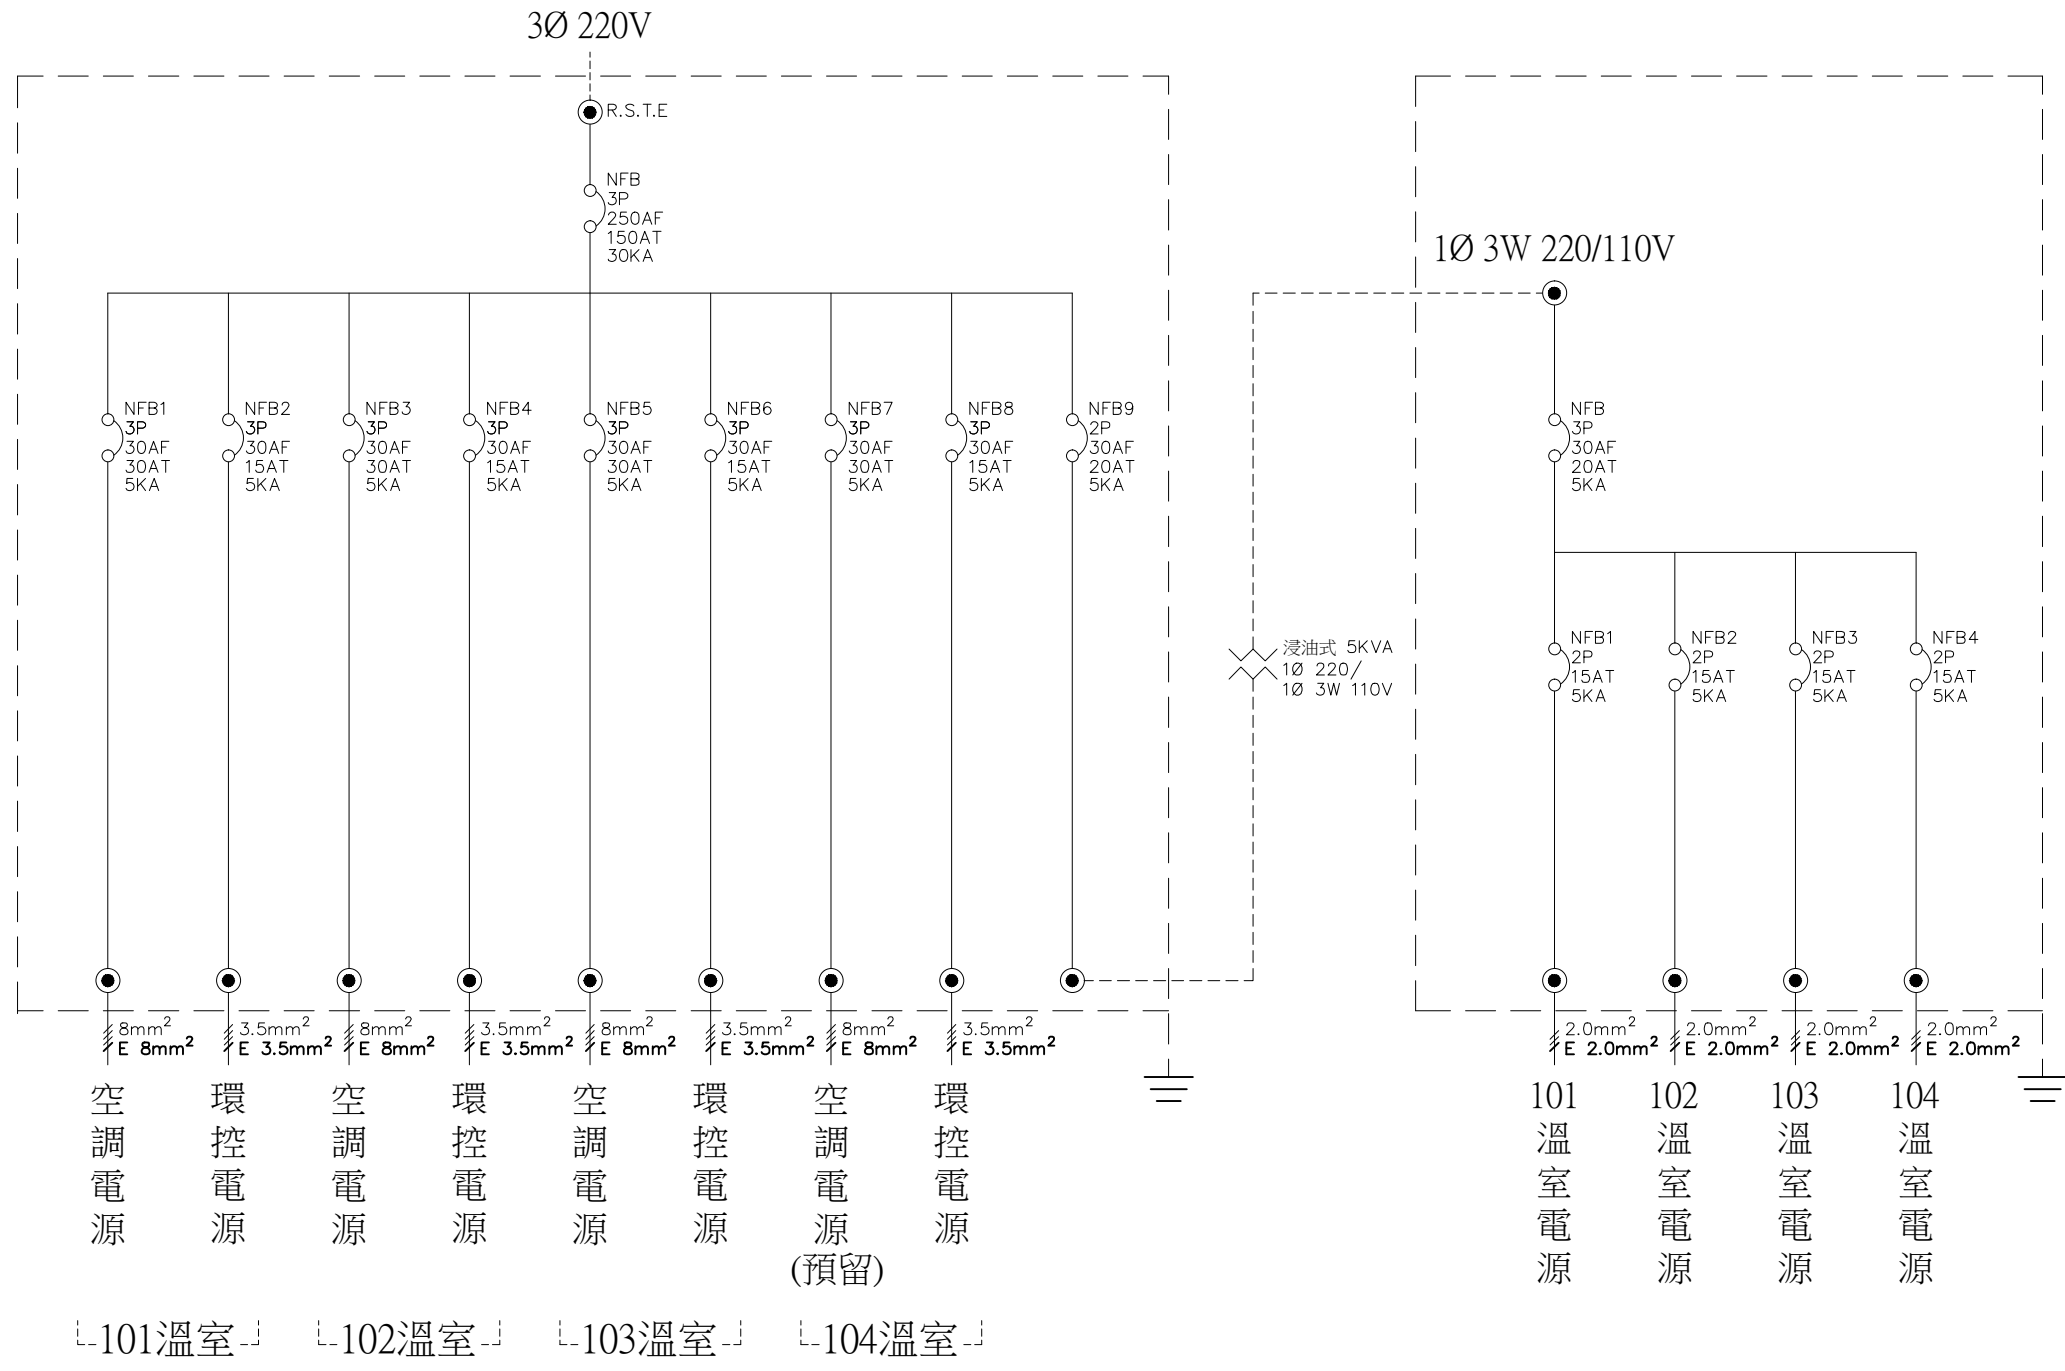 3Ø 220V
R.S.T.E
NFB
3P
250AF
150AT
30KA
NFB1
3P
30AF
30AT
5KA
NFB2
3P
30AF
15AT
5KA
NFB3
3P
30AF
30AT
5KA
NFB4
3P
30AF
15AT
5KA
NFB5
3P
30AF
30AT
5KA
NFB6
3P
30AF
15AT
5KA
NFB7
3P
30AF
30AT
5KA
NFB8
3P
30AF
15AT
5KA
NFB9
2P
30AF
20AT
5KA
8mm²
E 8mm²
3.5mm²
E 3.5mm²
8mm²
E 8mm²
3.5mm²
E 3.5mm²
8mm²
E 8mm²
3.5mm²
E 3.5mm²
8mm²
E 8mm²
3.5mm²
E 3.5mm²
空調電源
環控電源
空調電源
環控電源
空調電源
環控電源
空調電源
(預留)
環控電源
101溫室
102溫室
103溫室
104溫室
浸油式 5KVA
1Ø 220/
1Ø 3W 110V
1Ø 3W 220/110V
NFB
3P
30AF
20AT
5KA
NFB1
2P
15AT
5KA
NFB2
2P
15AT
5KA
NFB3
2P
15AT
5KA
NFB4
2P
15AT
5KA
2.0mm²
E 2.0mm²
2.0mm²
E 2.0mm²
2.0mm²
E 2.0mm²
2.0mm²
E 2.0mm²
101溫室電源
102溫室電源
103溫室電源
104溫室電源